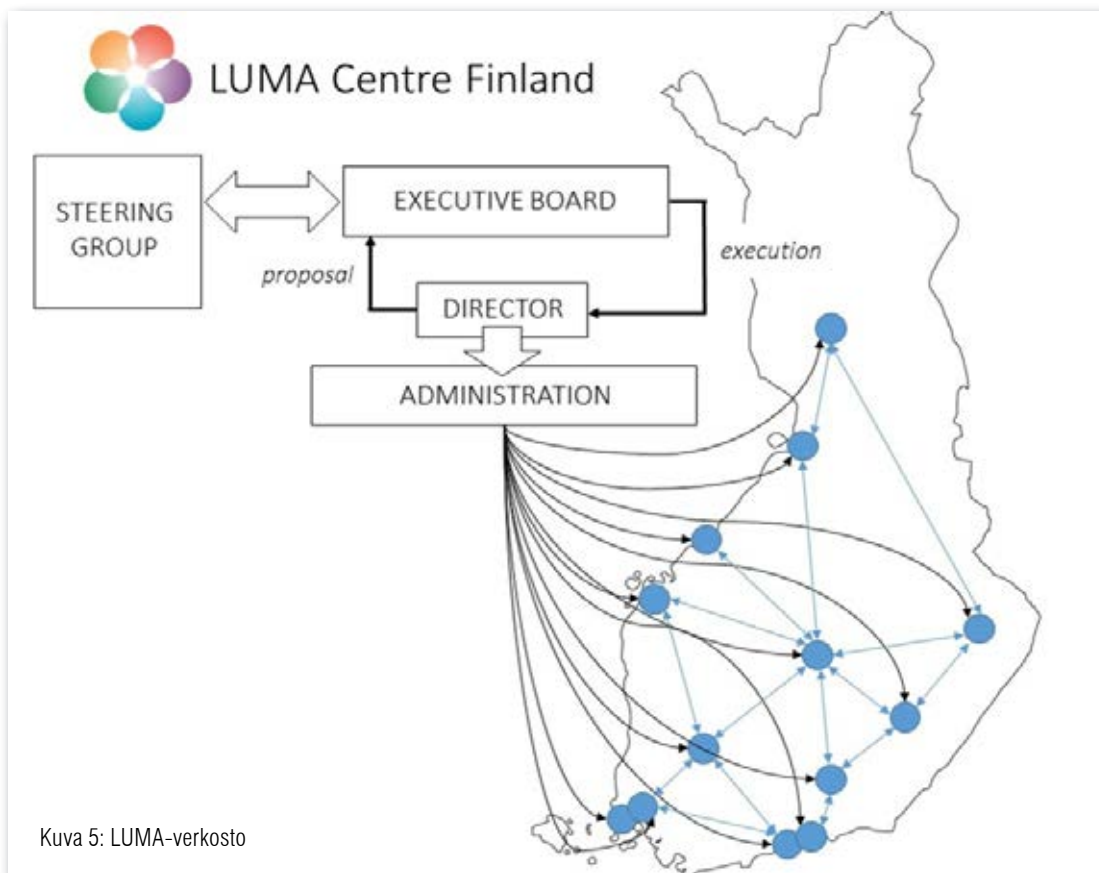 LUMA Centre Finland
STEERING
GROUP
EXECUTIVE BOARD
proposal
execution
DIRECTOR
ADMINISTRATION
Kuva 5: LUMA-verkosto